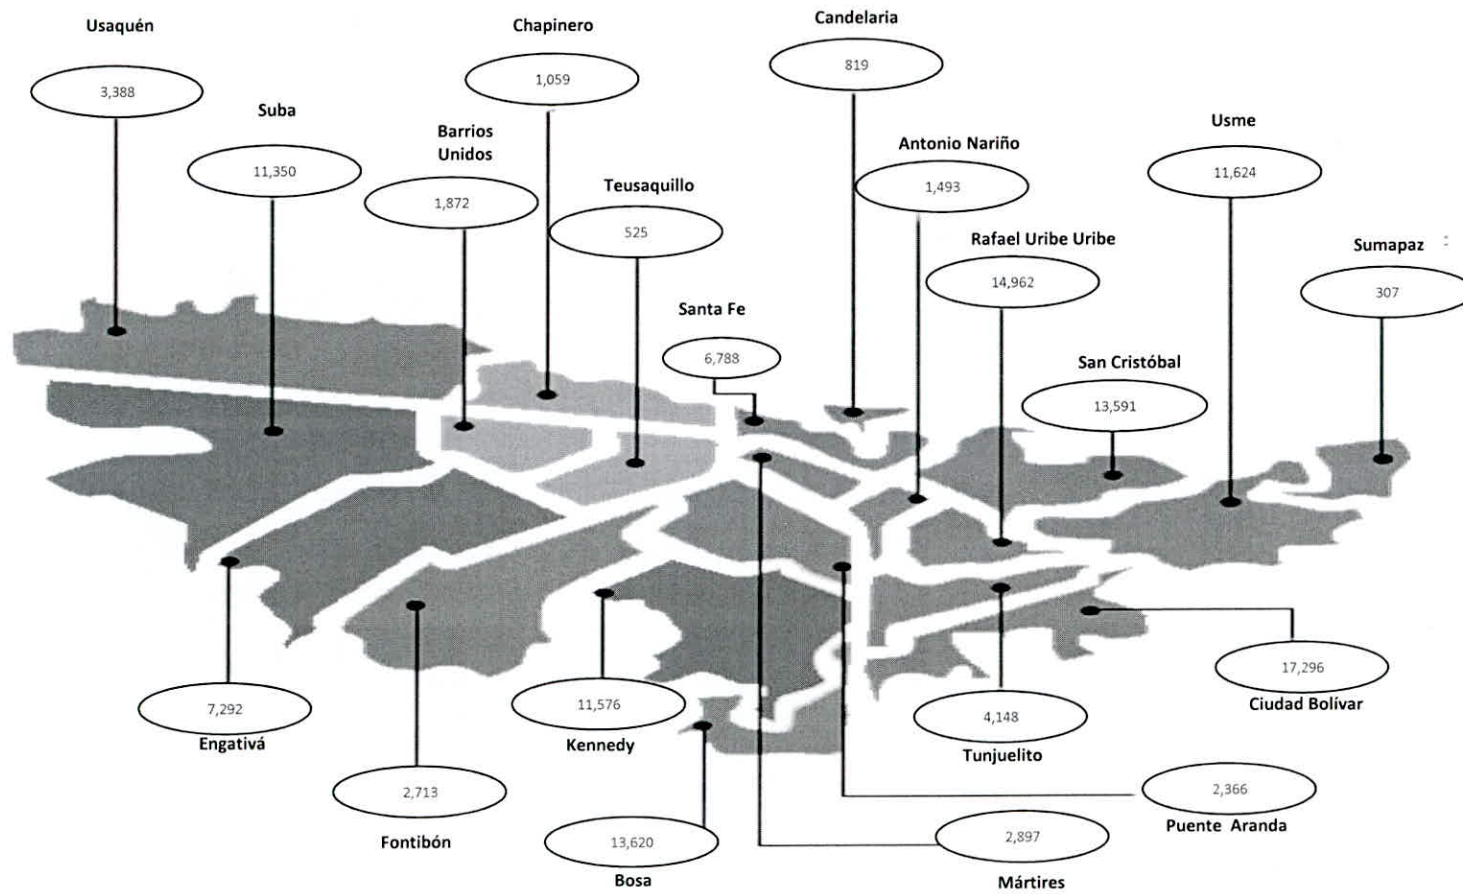 Usaquén
3,388
Suba
11,350
Barrios
Unidos
1,872
Chapinero
1,059
Teusaquillo
525
Candelaria
819
Antonio Nariño
1,493
Rafael Uribe Uribe
14,962
Usme
11,624
Sumapaz
307
Santa Fe
6,788
San Cristóbal
13,591
7,292
Engativá
2,713
Fontibón
11,576
Kennedy
13,620
Bosa
4,148
Tunjuelito
17,296
Ciudad Bolívar
2,366
Puente Aranda
2,897
Mártires